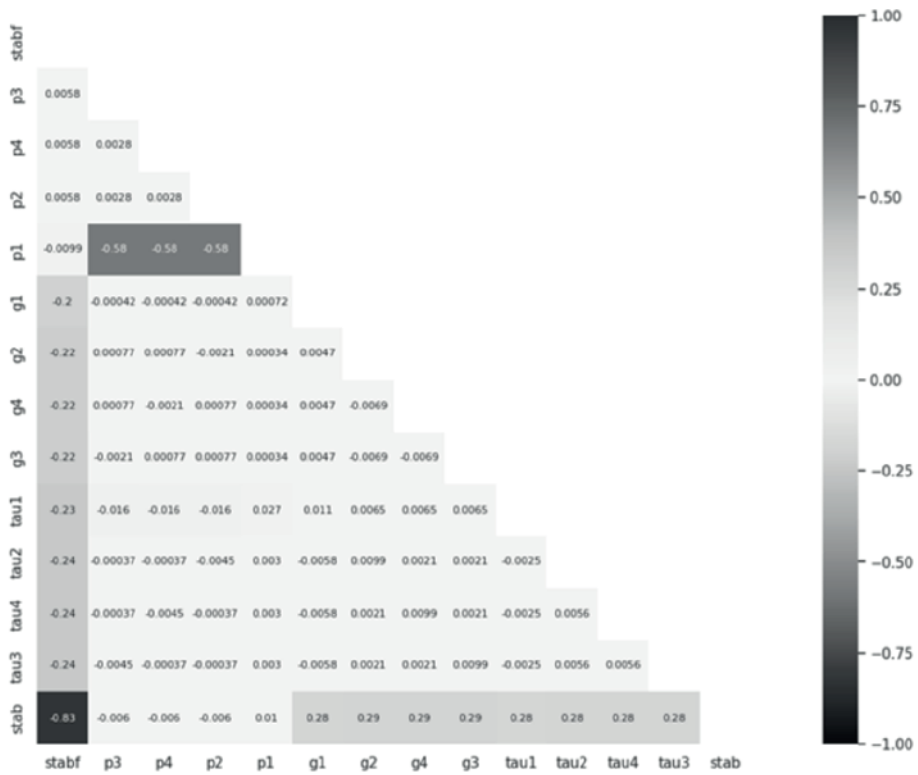 1.00
stabf
p3 0.0058
0.75
p4 0.0058 0.0028
p2 0.0058 0.0028 0.0028
0.50
p1 -0.0099 -0.58 -0.58 -0.58
0.25
g1 -0.2 -0.00042 -0.00042 -0.00042 0.00072
g2 -0.22 0.00077 0.00077 -0.0021 0.00034 0.0047
0.00
g4 -0.22 0.00077 -0.0021 0.00077 0.00034 0.0047 -0.0069
g3 -0.22 -0.0021 0.00077 0.00077 0.00034 0.0047 -0.0069 -0.0069
-0.25
tau1 -0.23 -0.016 -0.016 -0.016 0.027 0.011 0.0065 0.0065 0.0065
tau2 -0.24 -0.00037 -0.00037 -0.0045 0.003 -0.0058 0.0099 0.0021 0.0021 -0.0025
-0.50
tau4 -0.24 -0.00037 -0.0045 -0.00037 0.003 -0.0058 0.0021 0.0099 0.0021 -0.0025 0.0056
tau3 -0.24 -0.0045 -0.00037 -0.00037 0.003 -0.0058 0.0021 0.0021 0.0099 -0.0025 0.0056 0.0056
-0.75
stab -0.83 -0.006 -0.006 -0.006 0.01 0.28 0.29 0.29 0.29 0.28 0.28 0.28 0.28
-1.00
stabf p3 p4 p2 p1 g1 g2 g4 g3 tau1 tau2 tau4 tau3 stab